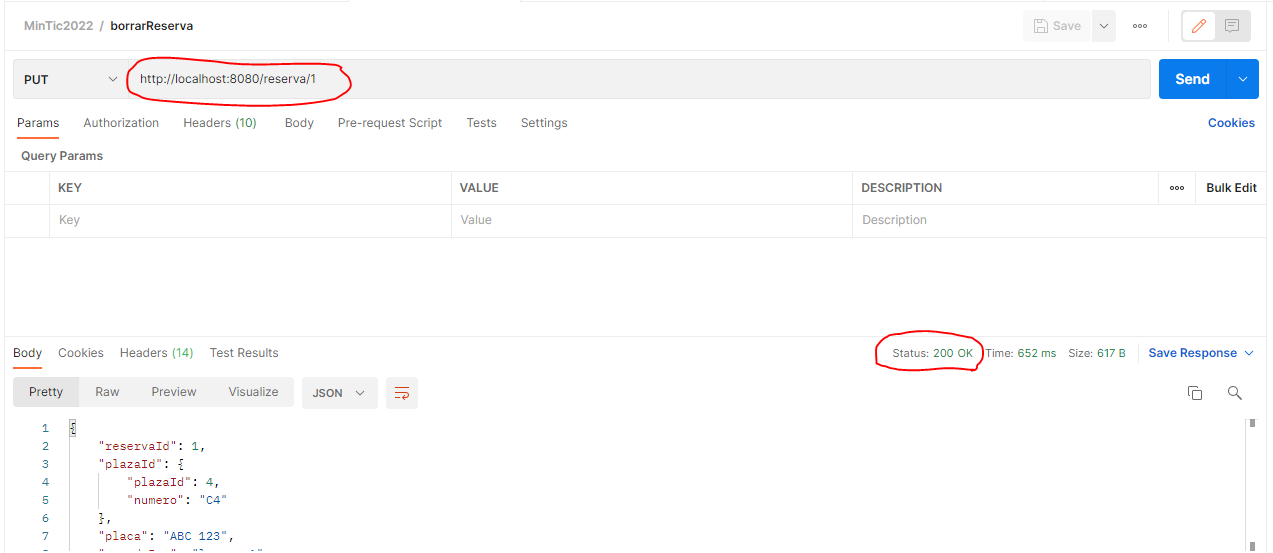 MinTic2022 / borrarReserva
Save
PUT
http://localhost:8080/reserva/1
Send
Params Authorization Headers (10) Body Pre-request Script Tests Settings
Cookies
Query Params
KEY VALUE DESCRIPTION
Bulk Edit
Key Value Description
Body Cookies Headers (14) Test Results
Status: 200 OK Time: 652 ms Size: 617 B Save Response
Pretty Raw Preview Visualize JSON
1 {
2 "reservaId": 1,
3 "plazaId": {
4 "plazaId": 4,
5 "numero": "C4"
6 },
7 "placa": "ABC 123",